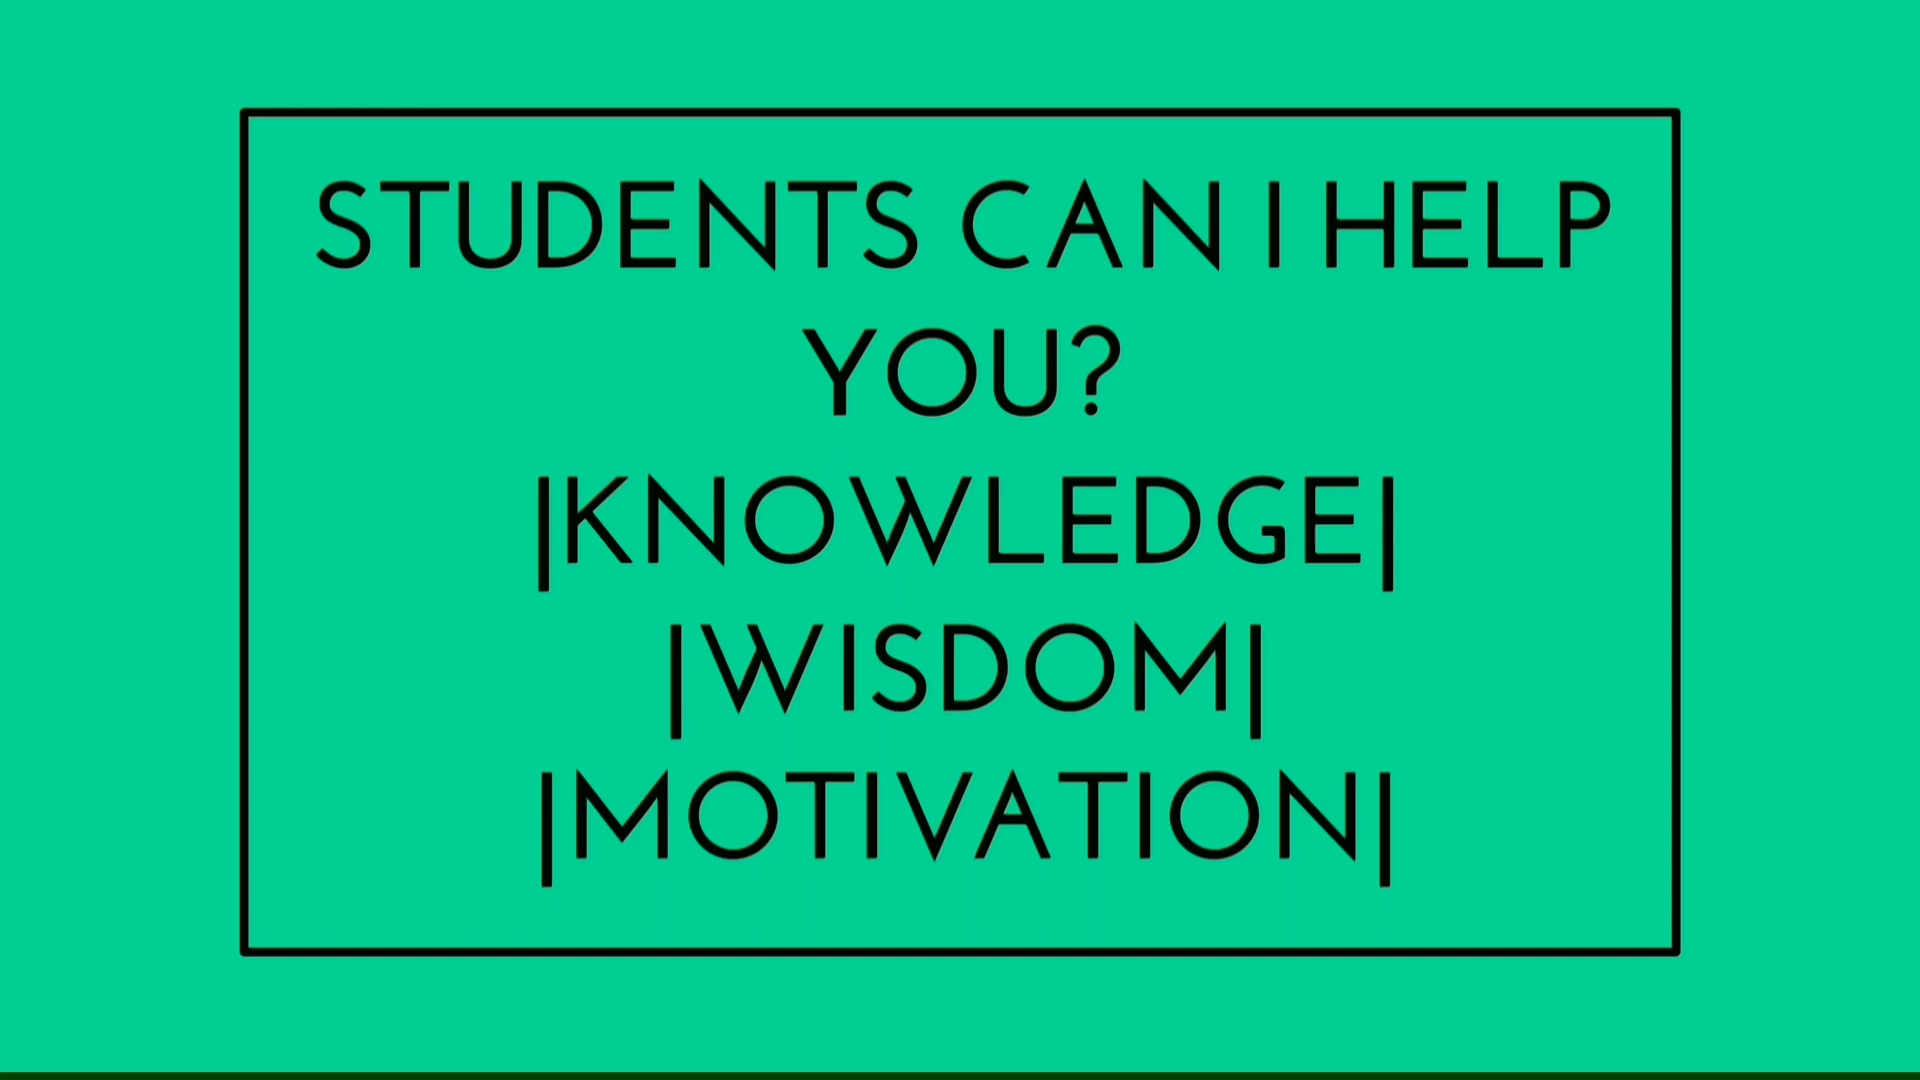 STUDENTS CAN I HELP
YOU?
|KNOWLEDGE|
|WISDOM|
|MOTIVATION|